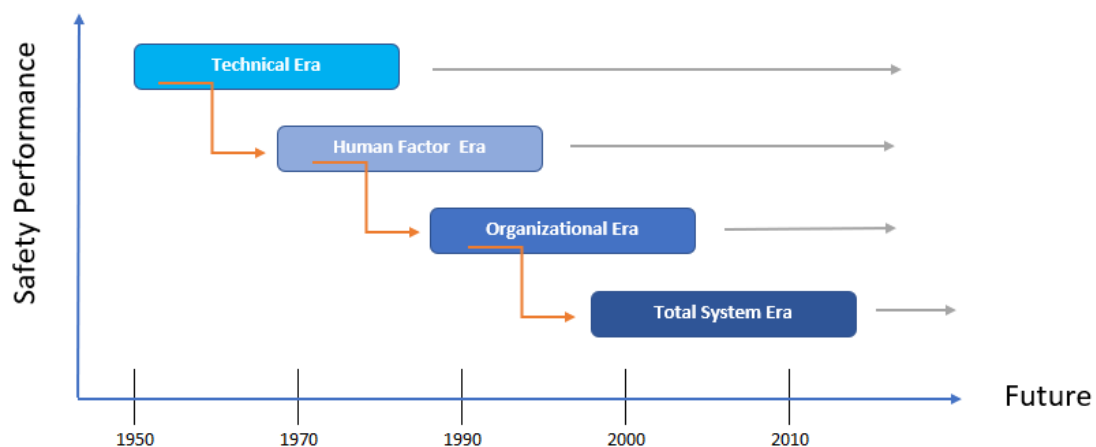 Safety Performance
Technical Era
Human Factor Era
Organizational Era
Total System Era
Future
1950
1970
1990
2000
2010